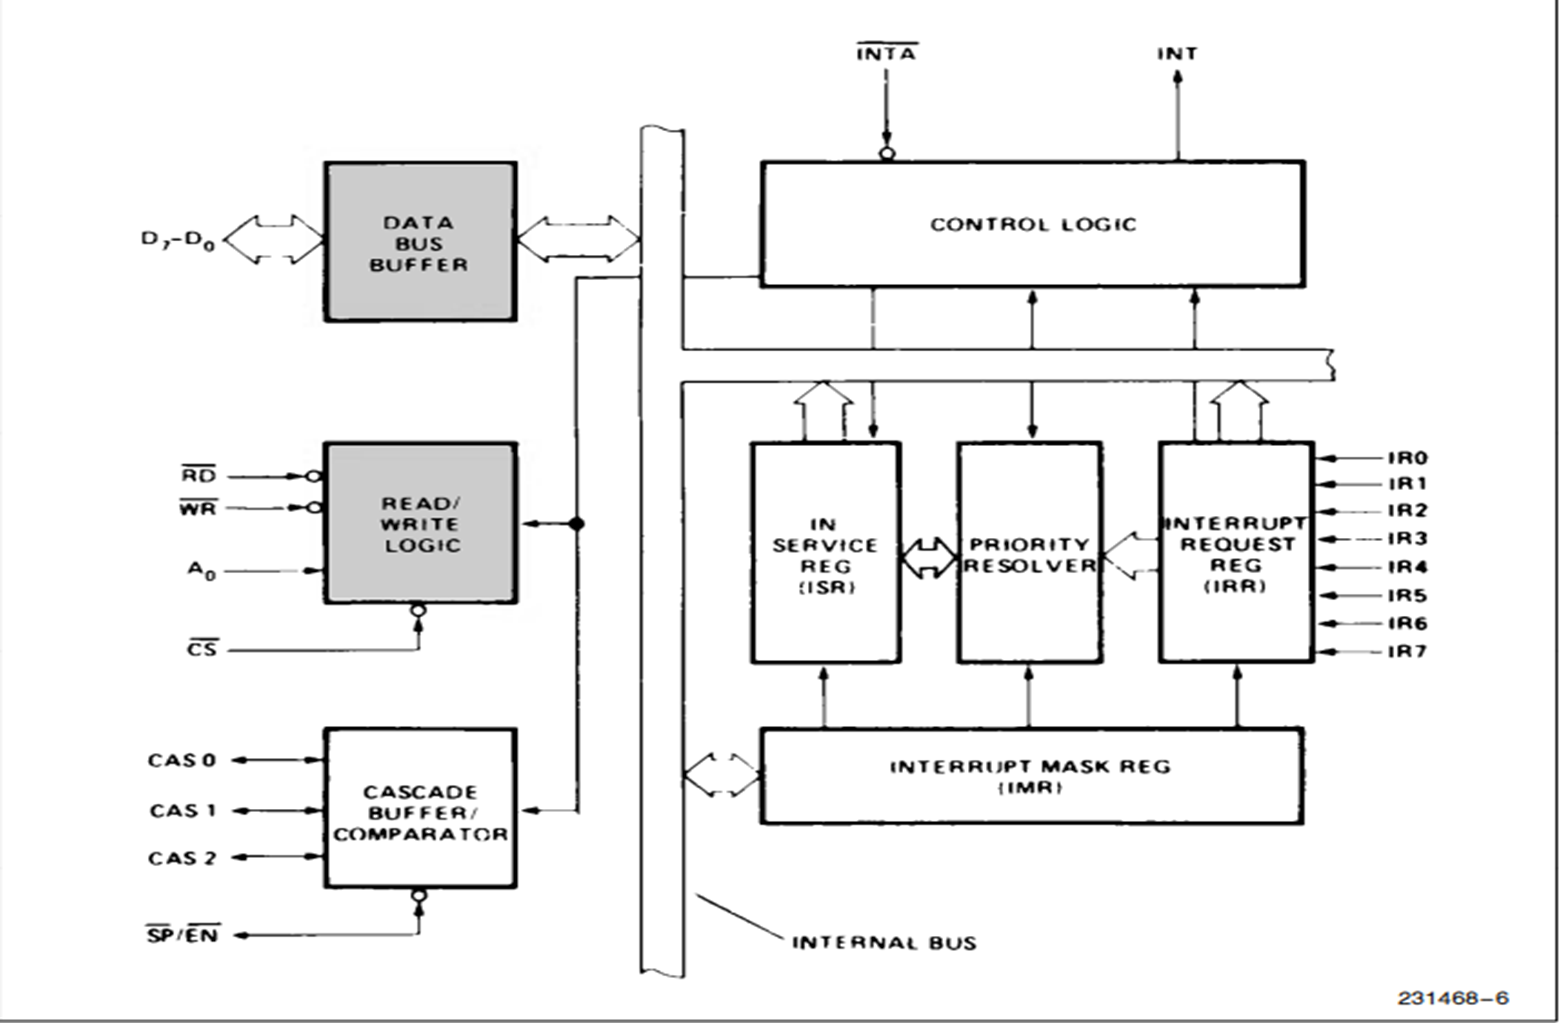 INTA
INT
DATA
BUS
BUFFER
D7-D0
CONTROL LOGIC
RD
WR
A0
CS
READ/
WRITE
LOGIC
IN
SERVICE
REG
(ISR)
PRIORITY
RESOLVER
INTERRUPT
REQUEST
REG
(IRR)
IR0
IR1
IR2
IR3
IR4
IR5
IR6
IR7
CAS 0
CAS 1
CAS 2
SP/EN
CASCADE
BUFFER/
COMPARATOR
INTERRUPT MASK REG
(IMR)
INTERNAL BUS
231468-6